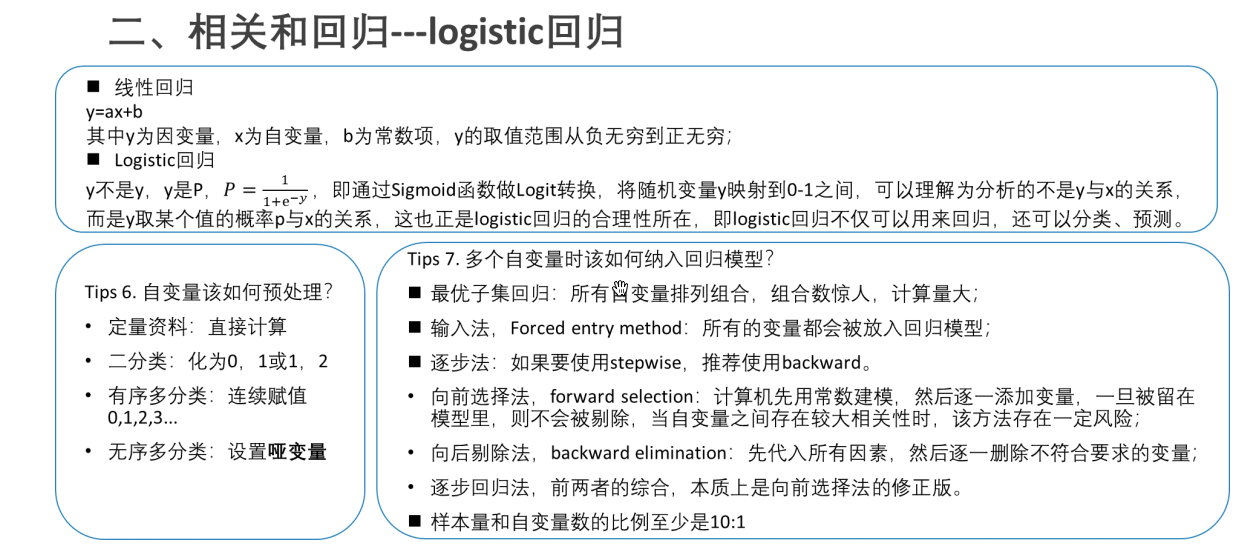 二、相关和回归---logistic回归
■ 线性回归
y=ax+b
其中y为因变量，x为自变量，b为常数项，y的取值范围从负无穷到正无穷；
■ Logistic回归
y不是y，y是P，P = 1/(1+e^{-y})，即通过Sigmoid函数做Logit转换，将随机变量y映射到0-1之间，可以理解为分析的不是y与x的关系，
而是y取某个值的概率p与x的关系，这也正是logistic回归的合理性所在，即logistic回归不仅可以用来回归，还可以分类、预测。
Tips 6. 自变量该如何预处理？
• 定量资料：直接计算
• 二分类：化为0，1或1，2
• 有序多分类：连续赋值
0,1,2,3...
• 无序多分类：设置哑变量
Tips 7. 多个自变量时该如何纳入回归模型？
■ 最优子集回归：所有自变量排列组合，组合数惊人，计算量大；
■ 输入法，Forced entry method：所有的变量都会被放入回归模型；
■ 逐步法：如果要使用stepwise，推荐使用backward。
• 向前选择法，forward selection：计算机先用常数建模，然后逐一添加变量，一旦被留在
模型里，则不会被剔除，当自变量之间存在较大相关性时，该方法存在一定风险；
• 向后剔除法，backward elimination：先代入所有因素，然后逐一删除不符合要求的变量；
• 逐步回归法，前两者的综合，本质上是向前选择法的修正版。
■ 样本量和自变量数的比例至少是10:1